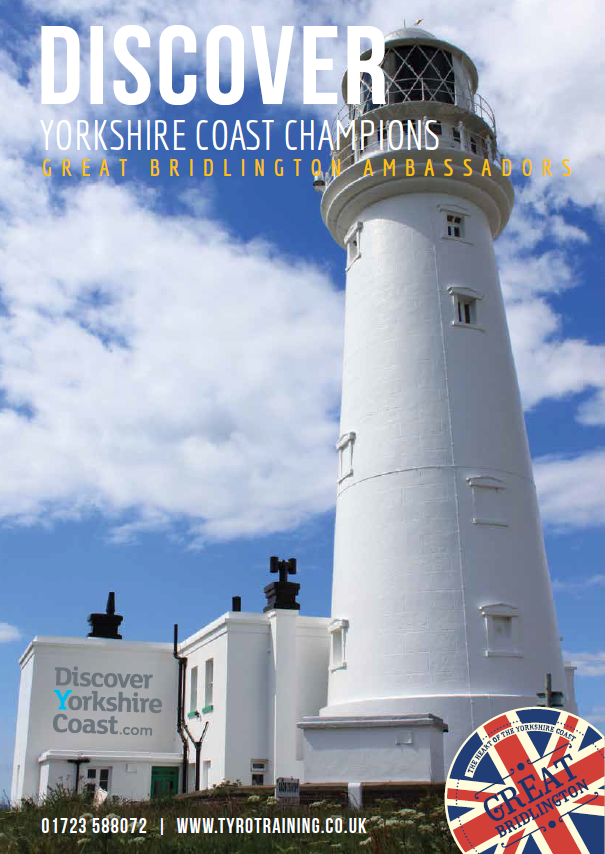 DISCOVER
YORKSHIRE COAST CHAMPIONS
GREAT BRIDLINGTON AMBASSADORS
Discover
Yorkshire
Coast.com
THE HEART OF THE YORKSHIRE COAST
GREAT
BRIDLINGTON
01723 588072 | WWW.TYROTRAINING.CO.UK